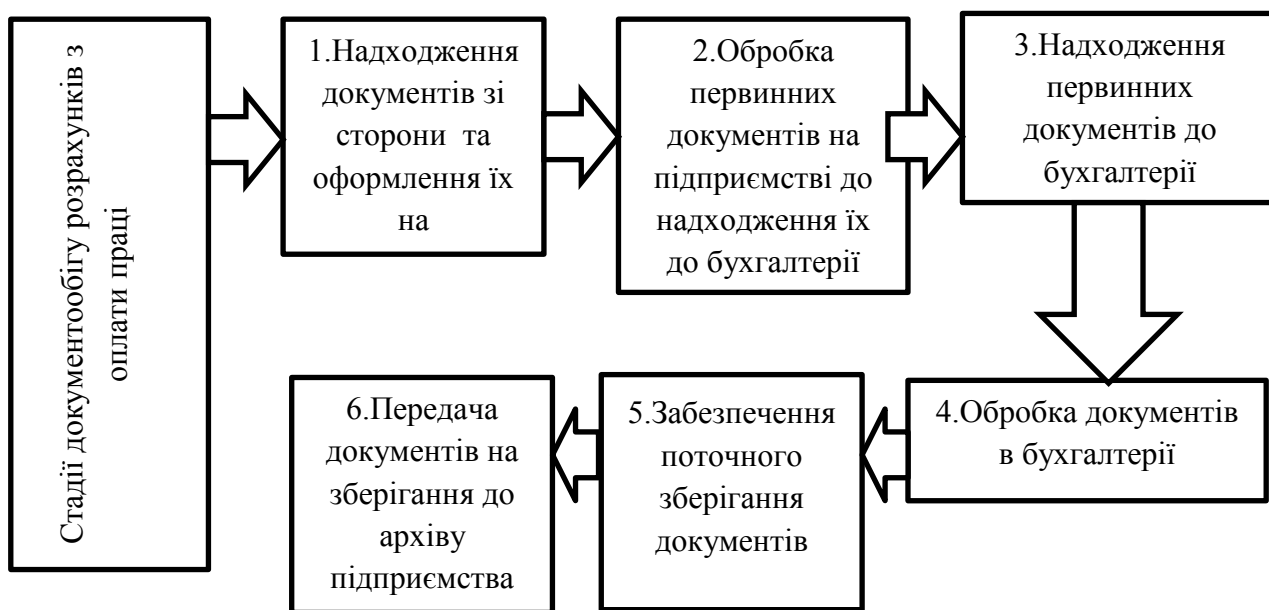 Стадії документообігу розрахунків з
оплати праці
1.Надходження
документів зі
сторони та
оформлення їх
на
2.Обробка
первинних
документів на
підприємстві до
надходження їх
до бухгалтерії
3.Надходження
первинних
документів до
бухгалтерії
4.Обробка документів
в бухгалтерії
5.Забезпечення
поточного
зберігання
документів
6.Передача
документів на
зберігання до
архіву
підприємства